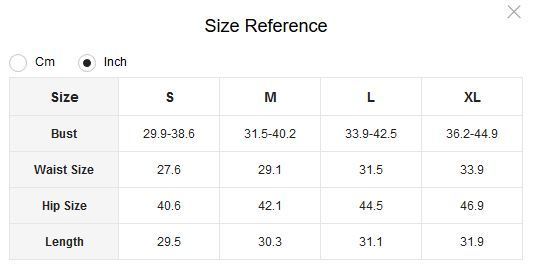 Size Reference
Cm Inch
Size S M L XL
Bust 29.9-38.6 31.5-40.2 33.9-42.5 36.2-44.9
Waist Size 27.6 29.1 31.5 33.9
Hip Size 40.6 42.1 44.5 46.9
Length 29.5 30.3 31.1 31.9